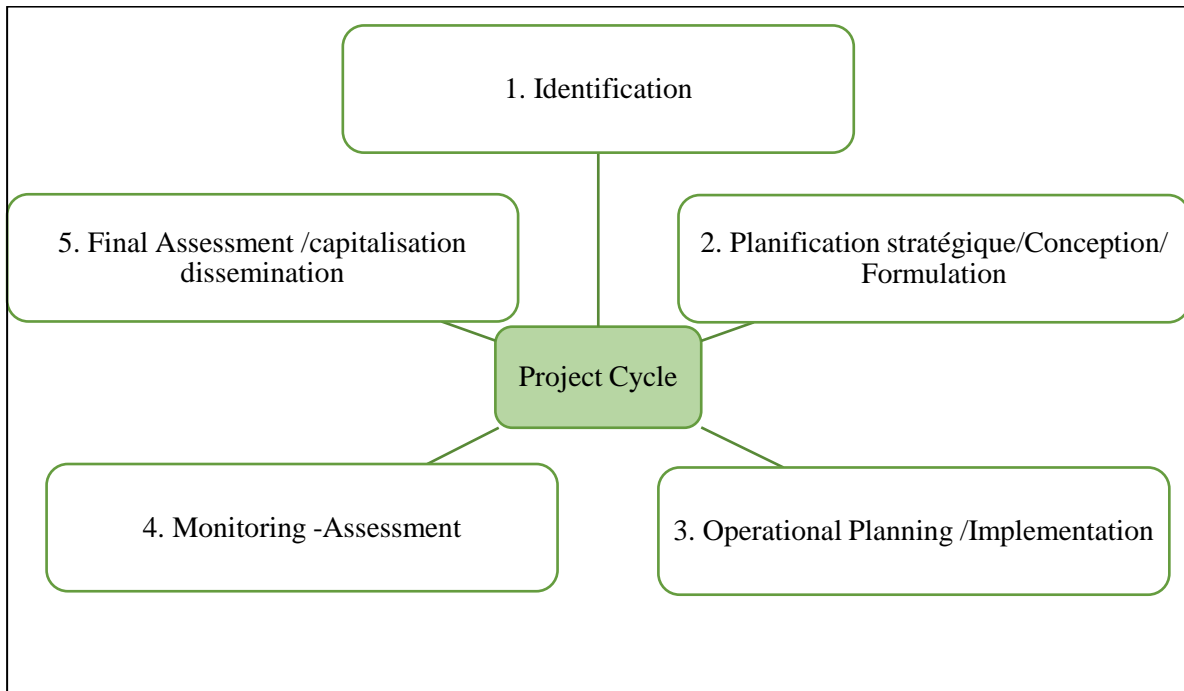 1. Identification
2. Planification stratégique/Conception/
Formulation
3. Operational Planning /Implementation
4. Monitoring -Assessment
5. Final Assessment /capitalisation
dissemination
Project Cycle